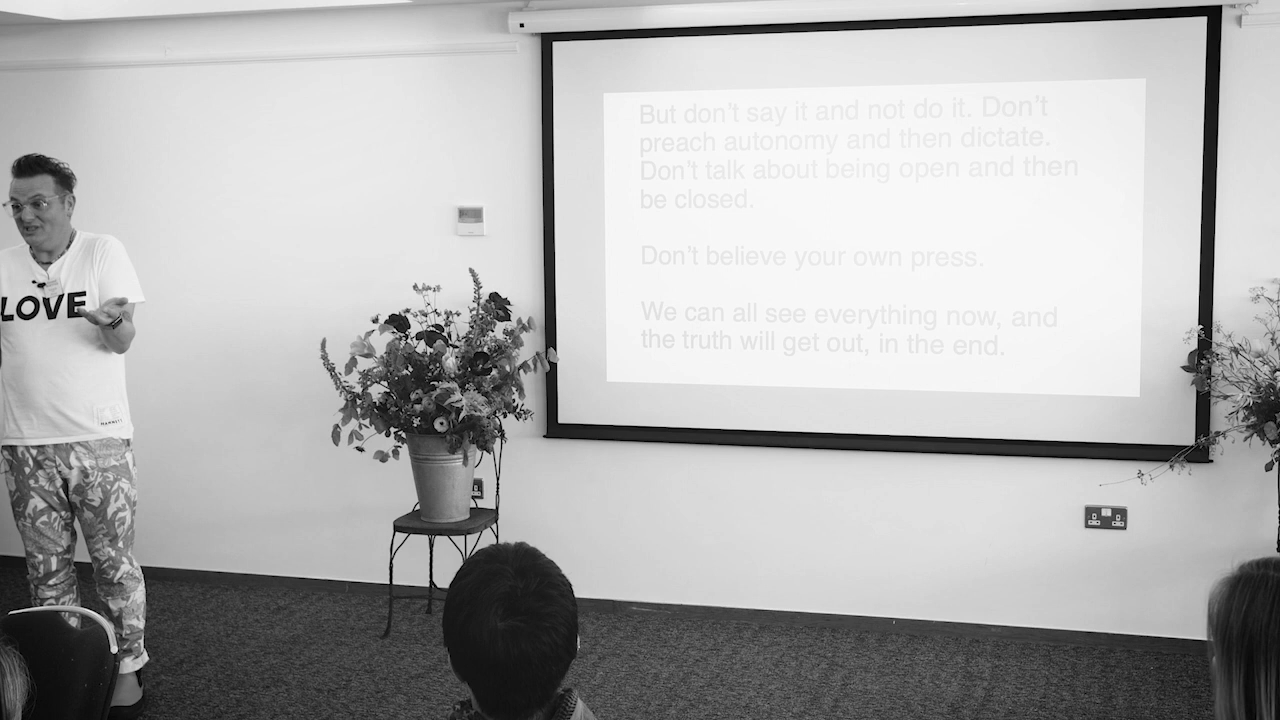 But don't say it and not do it. Don't
preach autonomy and then dictate.
Don't talk about being open and then
be closed.
Don't believe your own press.
We can all see everything now, and
the truth will get out, in the end.
LOVE